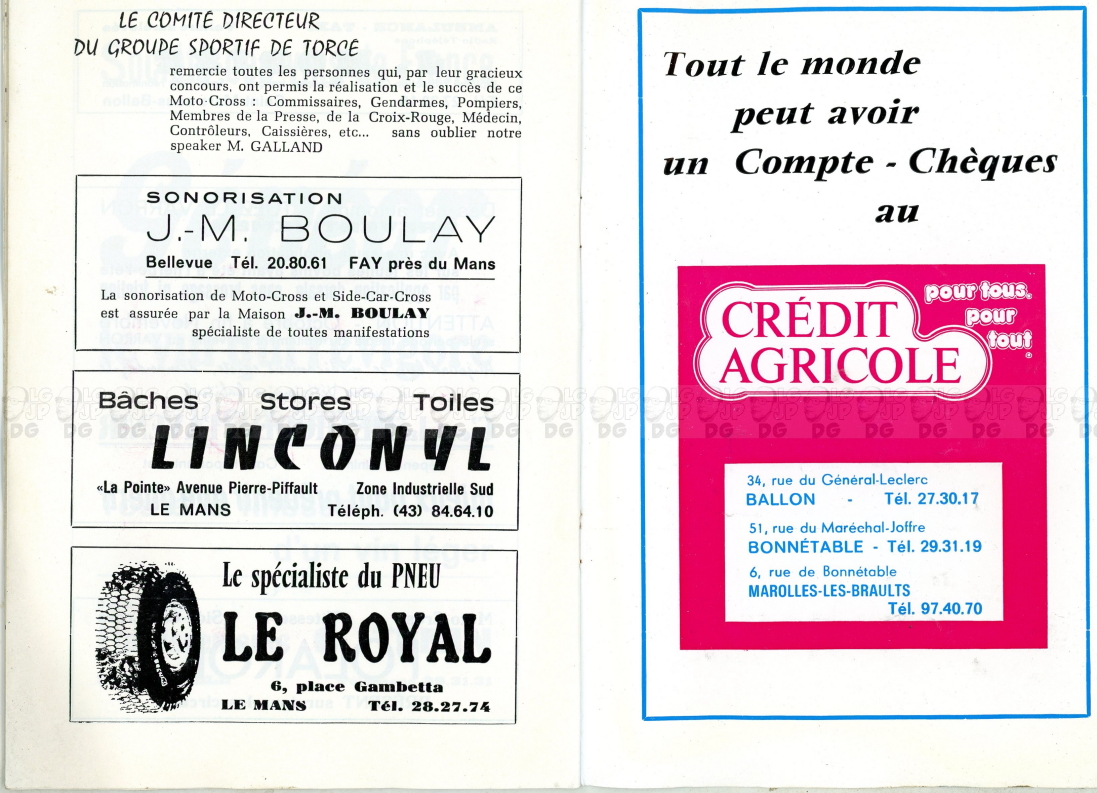 LE COMITÉ DIRECTEUR
DU GROUPE SPORTIF DE TORCE
remercie toutes les personnes qui, par leur gracieux
concours, ont permis la réalisation et le succès de ce
Moto-Cross : Commissaires, Gendarmes, Pompiers,
Membres de la Presse, de la Croix-Rouge, Médecin,
Contrôleurs, Caissières, etc... sans oublier notre
speaker M. GALLAND
SONORISATION
J.-M. BOULAY
Bellevue Tél. 20.80.61 FAY près du Mans
La sonorisation de Moto-Cross et Side-Car-Cross
est assurée par la Maison J.-M. BOULAY
spécialiste de toutes manifestations
Bâches Stores Toiles
LINCONYL
«La Pointe» Avenue Pierre-Piffault Zone Industrielle Sud
LE MANS Téléph. (43) 84.64.10
Le spécialiste du PNEU
LE ROYAL
6, place Gambetta
LE MANS Tél. 28.27.74
Tout le monde
peut avoir
un Compte - Chèques
au
CRÉDIT
AGRICOLE
pour tous.
pour
tout.
34, rue du Général-Leclerc
BALLON - Tél. 27.30.17
51, rue du Maréchal-Joffre
BONNÉTABLE - Tél. 29.31.19
6, rue de Bonnétable
MAROLLES-LES-BRAULTS
Tél. 97.40.70